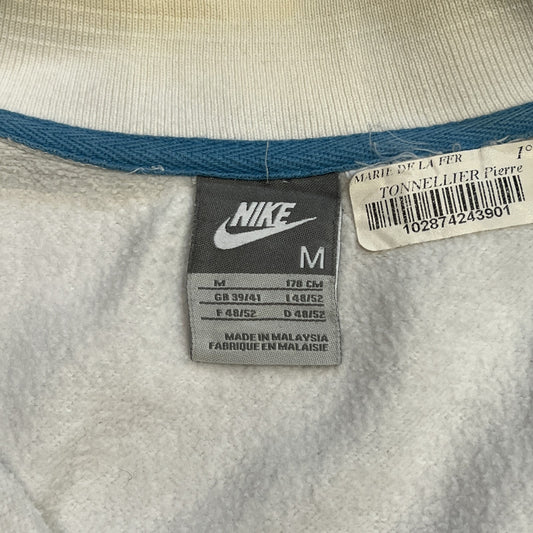 NIKE
M
M 178 CM
GB 39/41 I 48/52
F 48/52 D 48/52
MADE IN MALAYSIA
FABRIQUE EN MALAISIE
MARIE DE LA FER 1°
TONNELLIER Pierre
102874243901